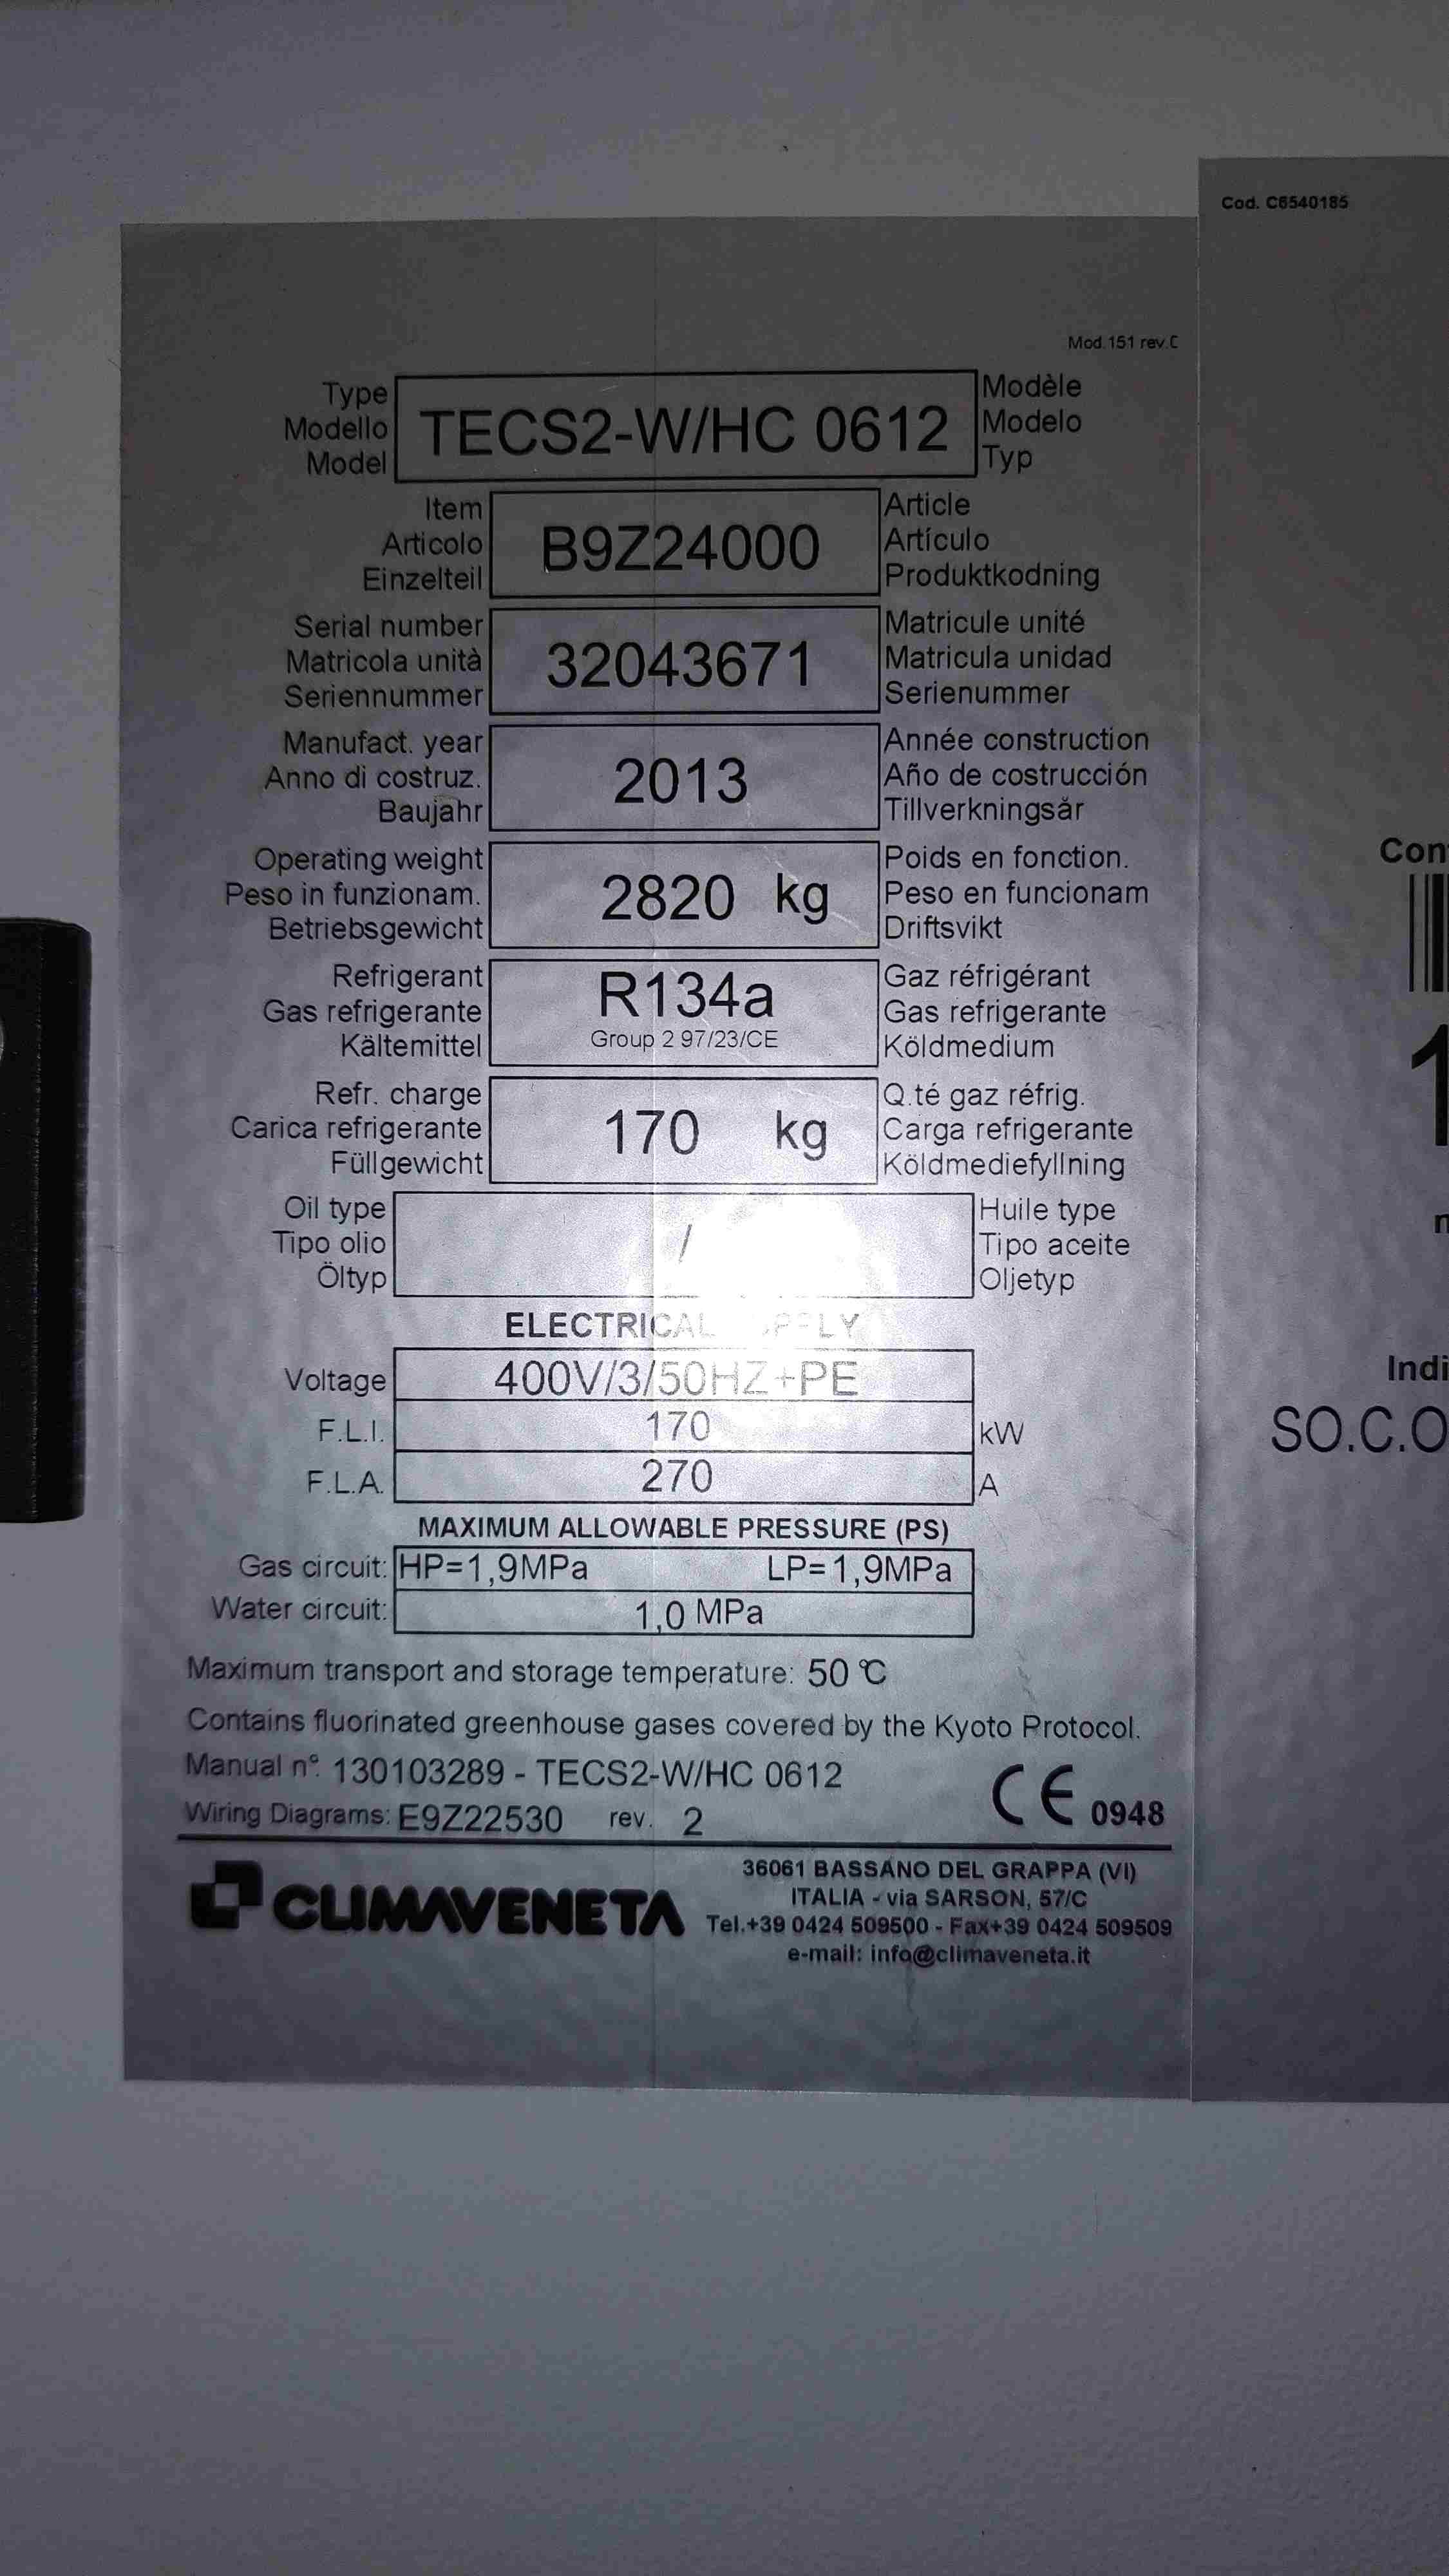 Cod. C6540185
Mod.151 rev.C
Type
Modello
Model
TECS2-W/HC 0612
Modèle
Modelo
Typ
Item
Articolo
Einzelteil
B9Z24000
Article
Artículo
Produktkodning
Serial number
Matricola unità
Seriennummer
32043671
Matricule unité
Matricula unidad
Serienummer
Manufact. year
Anno di costruz.
Baujahr
2013
Année construction
Año de costrucción
Tillverkningsår
Operating weight
Peso in funzionam.
Betriebsgewicht
2820 kg
Poids en fonction.
Peso en funcionam
Driftsvikt
Refrigerant
Gas refrigerante
Kältemittel
R134a
Group 2 97/23/CE
Gaz réfrigérant
Gas refrigerante
Köldmedium
Refr. charge
Carica refrigerante
Füllgewicht
170 kg
Q.té gaz réfrig.
Carga refrigerante
Köldmediefyllning
Oil type
Tipo olio
Öltyp
/
Huile type
Tipo aceite
Oljetyp
ELECTRICAL
Voltage 400V/3/50HZ+PE
F.L.I. 170 kW
F.L.A. 270 A
MAXIMUM ALLOWABLE PRESSURE (PS)
Gas circuit: HP=1,9MPa LP=1,9MPa
Water circuit: 1,0 MPa
Maximum transport and storage temperature: 50 °C
Contains fluorinated greenhouse gases covered by the Kyoto Protocol.
Manual n° 130103289 - TECS2-W/HC 0612
Wiring Diagrams: E9Z22530 rev. 2
CE 0948
CLIMAVENETA
36061 BASSANO DEL GRAPPA (VI)
ITALIA - via SARSON, 57/C
Tel.+39 0424 509500 - Fax+39 0424 509509
e-mail: info@climaveneta.it
Con
1
Indi
SO.C.O